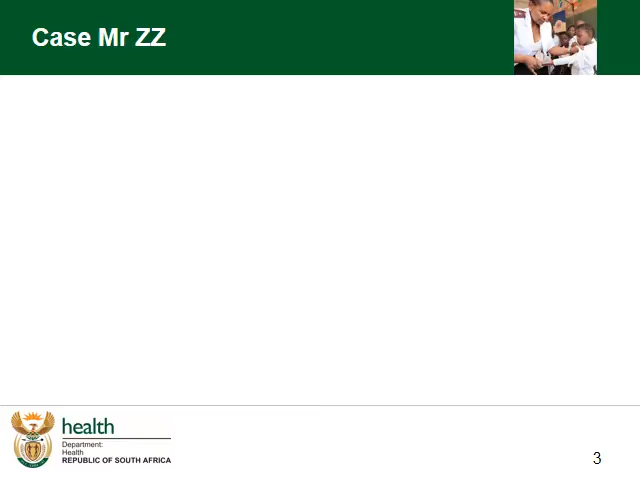 Case Mr ZZ
health
Department:
Health
REPUBLIC OF SOUTH AFRICA
3